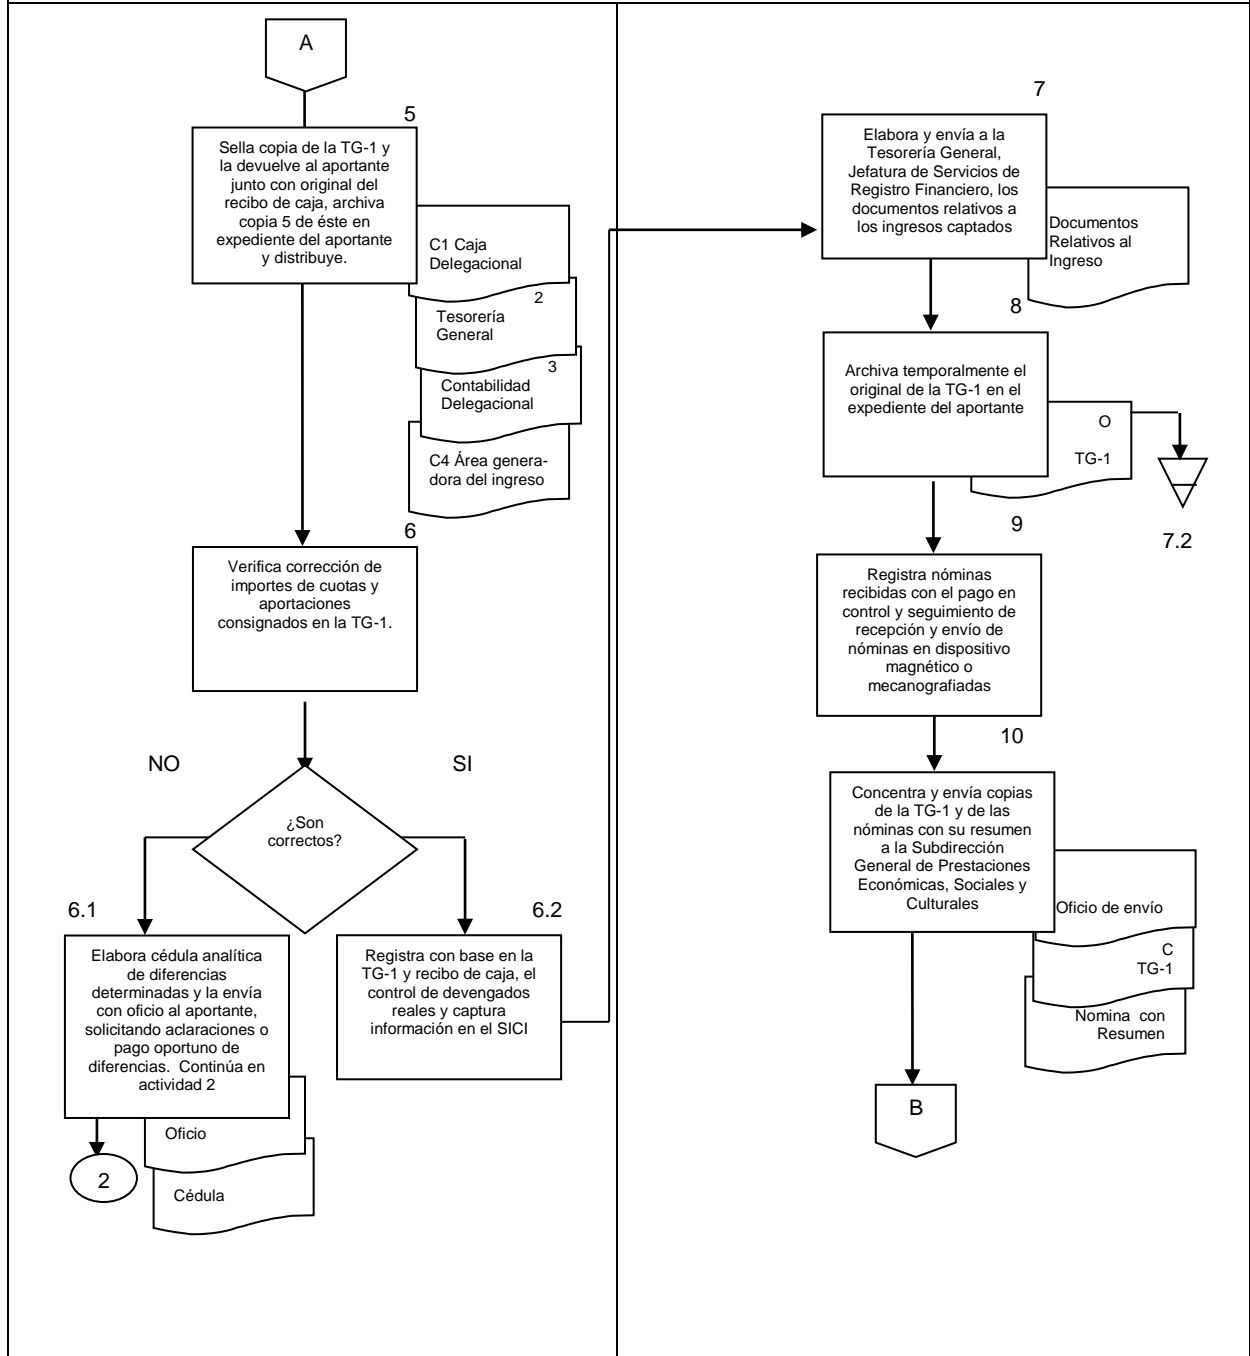 A
5
Sella copia de la TG-1 y
la devuelve al aportante
junto con original del
recibo de caja, archiva
copia 5 de éste en
expediente del aportante
y distribuye.
C1 Caja
Delegacional
2
Tesorería
General
3
Contabilidad
Delegacional
C4 Área genera-
dora del ingreso
6
Verifica corrección de
importes de cuotas y
aportaciones
consignados en la TG-1.
NO
SI
¿Son
correctos?
6.1
Elabora cédula analítica
de diferencias
determinadas y la envía
con oficio al aportante,
solicitando aclaraciones o
pago oportuno de
diferencias.  Continúa en
actividad 2
Oficio
Cédula
2
6.2
Registra con base en la
TG-1 y recibo de caja, el
control de devengados
reales y captura
información en el SICI
7
Elabora y envía a la
Tesorería General,
Jefatura de Servicios de
Registro Financiero, los
documentos relativos a
los ingresos captados
Documentos
Relativos al
Ingreso
8
Archiva temporalmente el
original de la TG-1 en el
expediente del aportante
O
TG-1
7.2
9
Registra nóminas
recibidas con el pago en
control y seguimiento de
recepción y envío de
nóminas en dispositivo
magnético o
mecanografiadas
10
Concentra y envía copias
de la TG-1 y de las
nóminas con su resumen
a la Subdirección
General de Prestaciones
Económicas, Sociales y
Culturales
Oficio de envío
C
TG-1
Nomina  con
Resumen
B